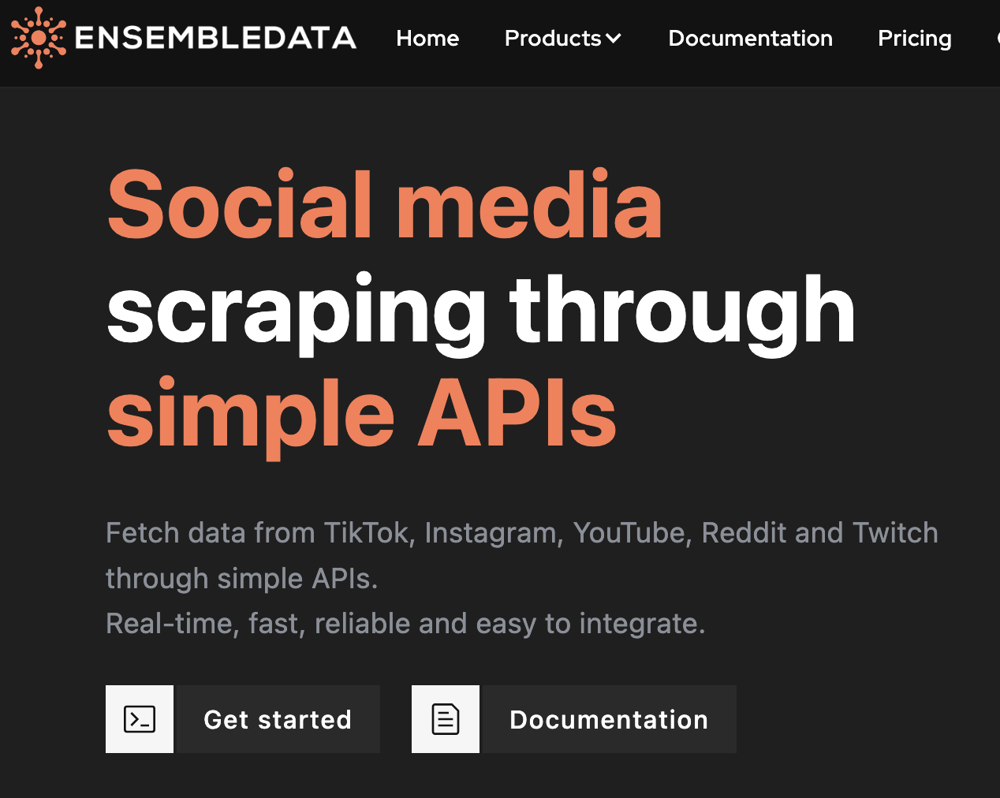 ENSEMBLEDATA Home Products Documentation Pricing
Social media
scraping through
simple APIs
Fetch data from TikTok, Instagram, YouTube, Reddit and Twitch
through simple APIs.
Real-time, fast, reliable and easy to integrate.
Get started Documentation